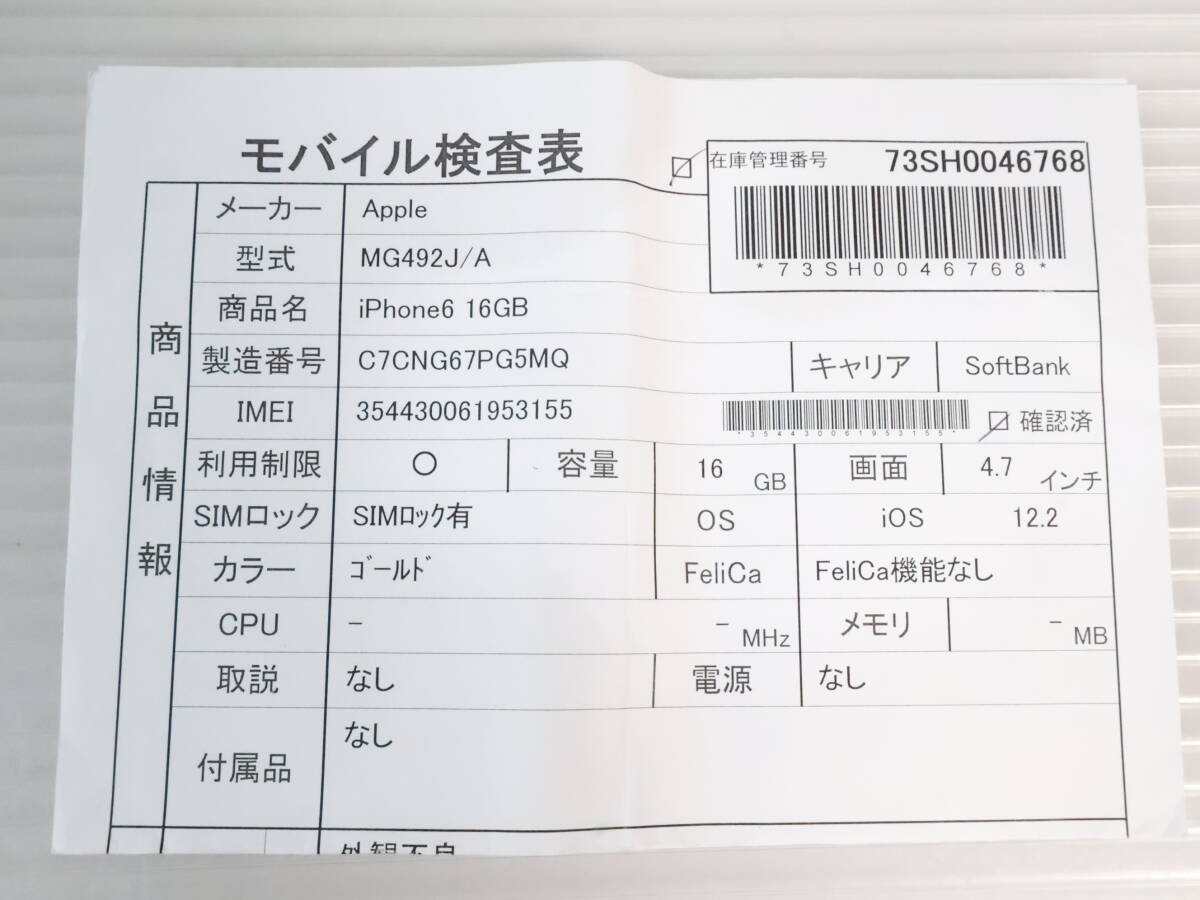 モバイル検査表
在庫管理番号 73SH0046768
*73SH0046768*
商品情報
メーカー Apple
型式 MG492J/A
商品名 iPhone6 16GB
製造番号 C7CNG67PG5MQ キャリア SoftBank
IMEI 354430061953155 *354430061953155* 確認済
利用制限 ○ 容量 16 GB 画面 4.7 インチ
SIMロック SIMﾛｯｸ有 OS iOS 12.2
カラー ｺﾞｰﾙﾄﾞ FeliCa FeliCa機能なし
CPU - - MHz メモリ - MB
取説 なし 電源 なし
付属品 なし
外観不良